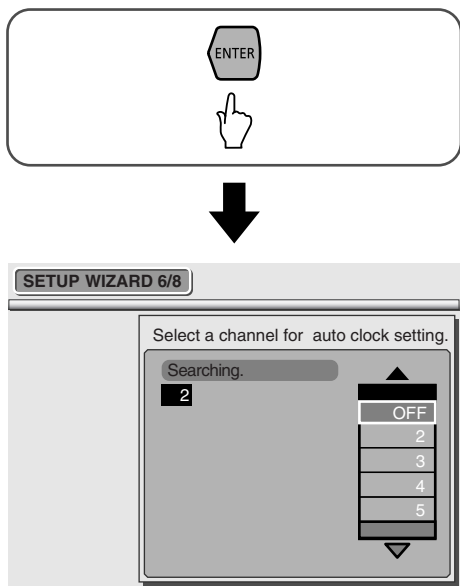 ENTER
SETUP WIZARD 6/8
Select a channel for auto clock setting.
Searching.
2
OFF
2
3
4
5